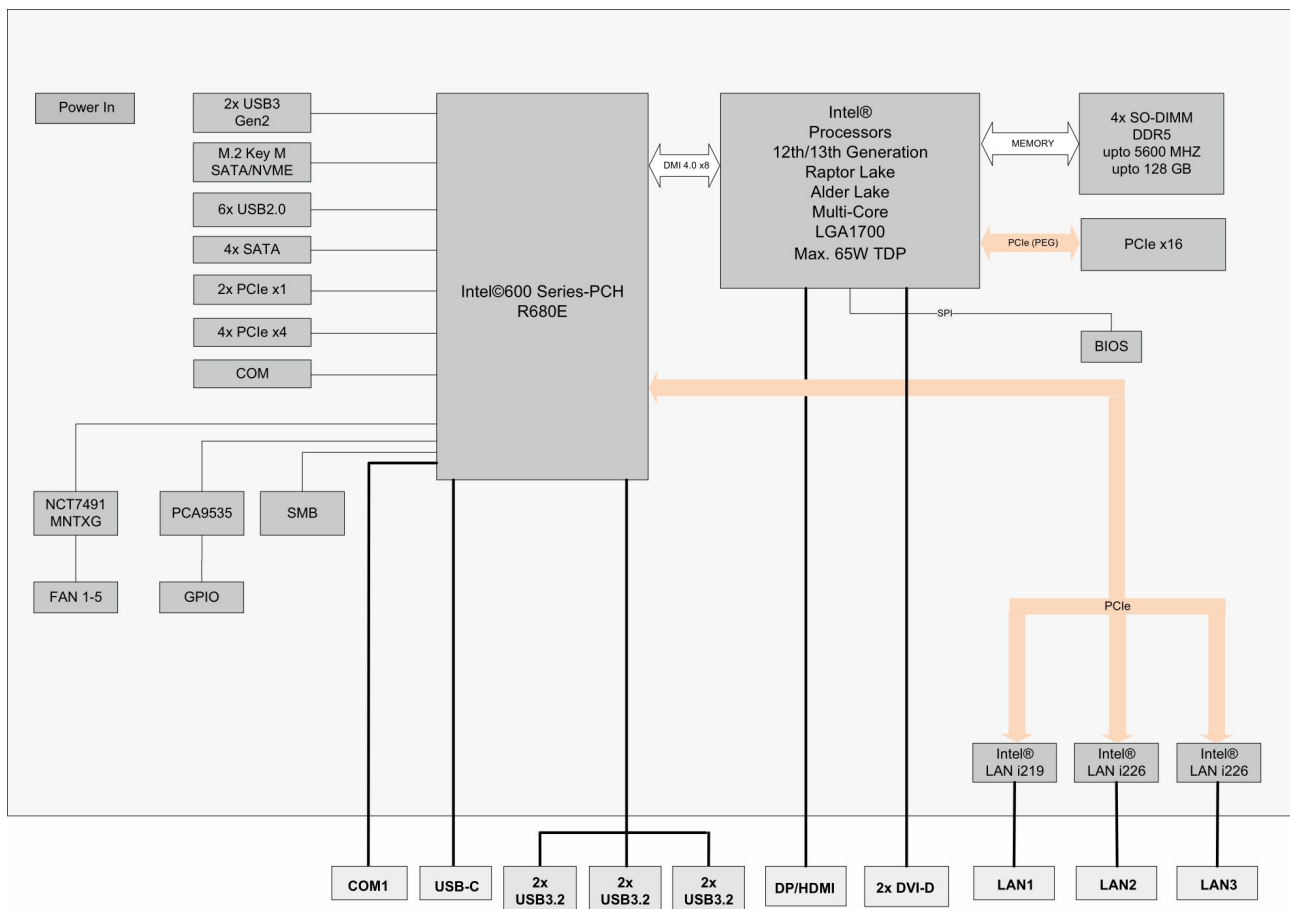 Power In
2x USB3
Gen2
M.2 Key M
SATA/NVME
6x USB2.0
4x SATA
2x PCIe x1
4x PCIe x4
COM
Intel©600 Series-PCH
R680E
DMI 4.0 x8
Intel®
Processors
12th/13th Generation
Raptor Lake
Alder Lake
Multi-Core
LGA1700
Max. 65W TDP
MEMORY
4x SO-DIMM
DDR5
upto 5600 MHZ
upto 128 GB
PCIe (PEG)
PCIe x16
SPI
BIOS
NCT7491
MNTXG
PCA9535
SMB
FAN 1-5
GPIO
PCIe
Intel®
LAN i219
Intel®
LAN i226
Intel®
LAN i226
COM1
USB-C
2x
USB3.2
2x
USB3.2
2x
USB3.2
DP/HDMI
2x DVI-D
LAN1
LAN2
LAN3